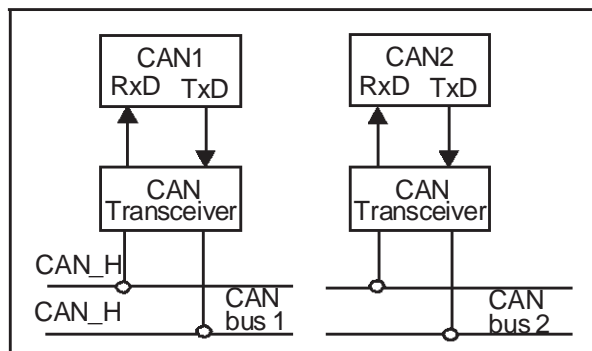 CAN1
RxD TxD
CAN
Transceiver
CAN_H
CAN_H
CAN
bus 1
CAN2
RxD TxD
CAN
Transceiver
CAN
bus 2